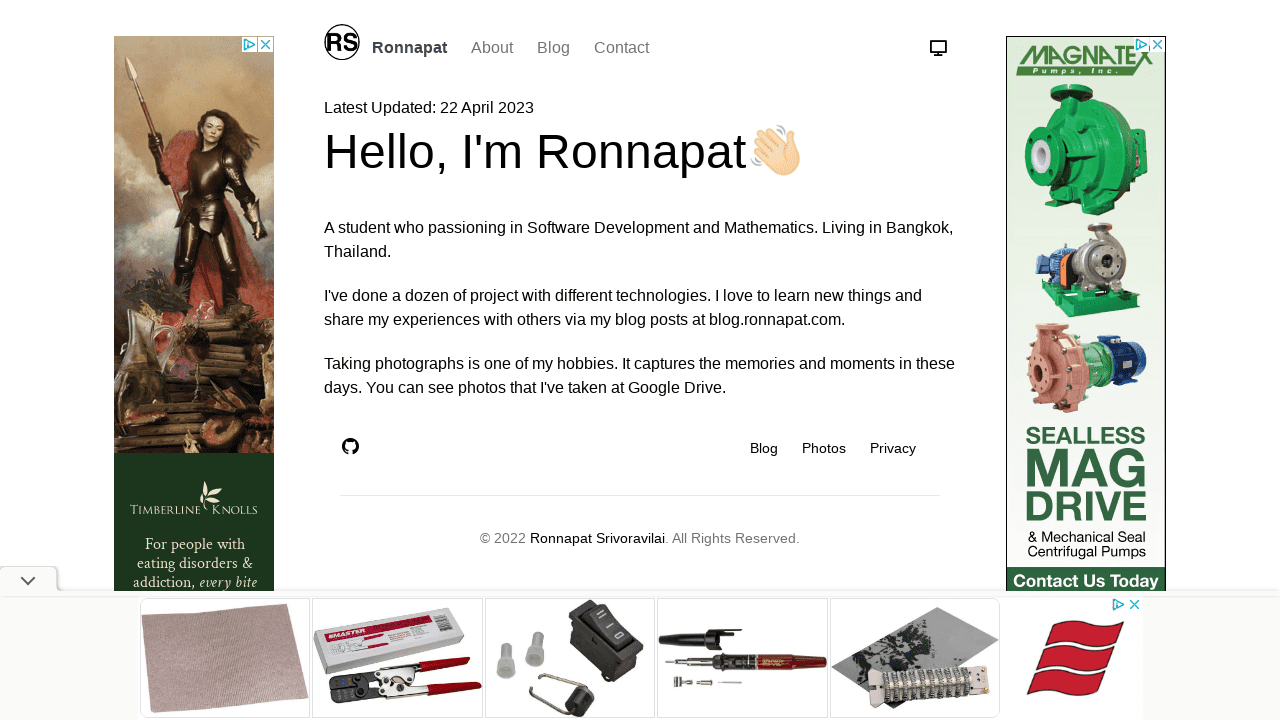 RS
Ronnapat
About
Blog
Contact
Latest Updated: 22 April 2023
Hello, I'm Ronnapat
A student who passioning in Software Development and Mathematics. Living in Bangkok,
Thailand.
I've done a dozen of project with different technologies. I love to learn new things and
share my experiences with others via my blog posts at blog.ronnapat.com.
Taking photographs is one of my hobbies. It captures the memories and moments in these
days. You can see photos that I've taken at Google Drive.
Blog
Photos
Privacy
© 2022 Ronnapat Srivoravilai. All Rights Reserved.
TIMBERLINE KNOLLS
For people with
eating disorders &
addiction, every bite
MAGNATEX
Pumps, Inc.
SEALLESS
MAG
DRIVE
& Mechanical Seal
Centrifugal Pumps
Contact Us Today
MASTER